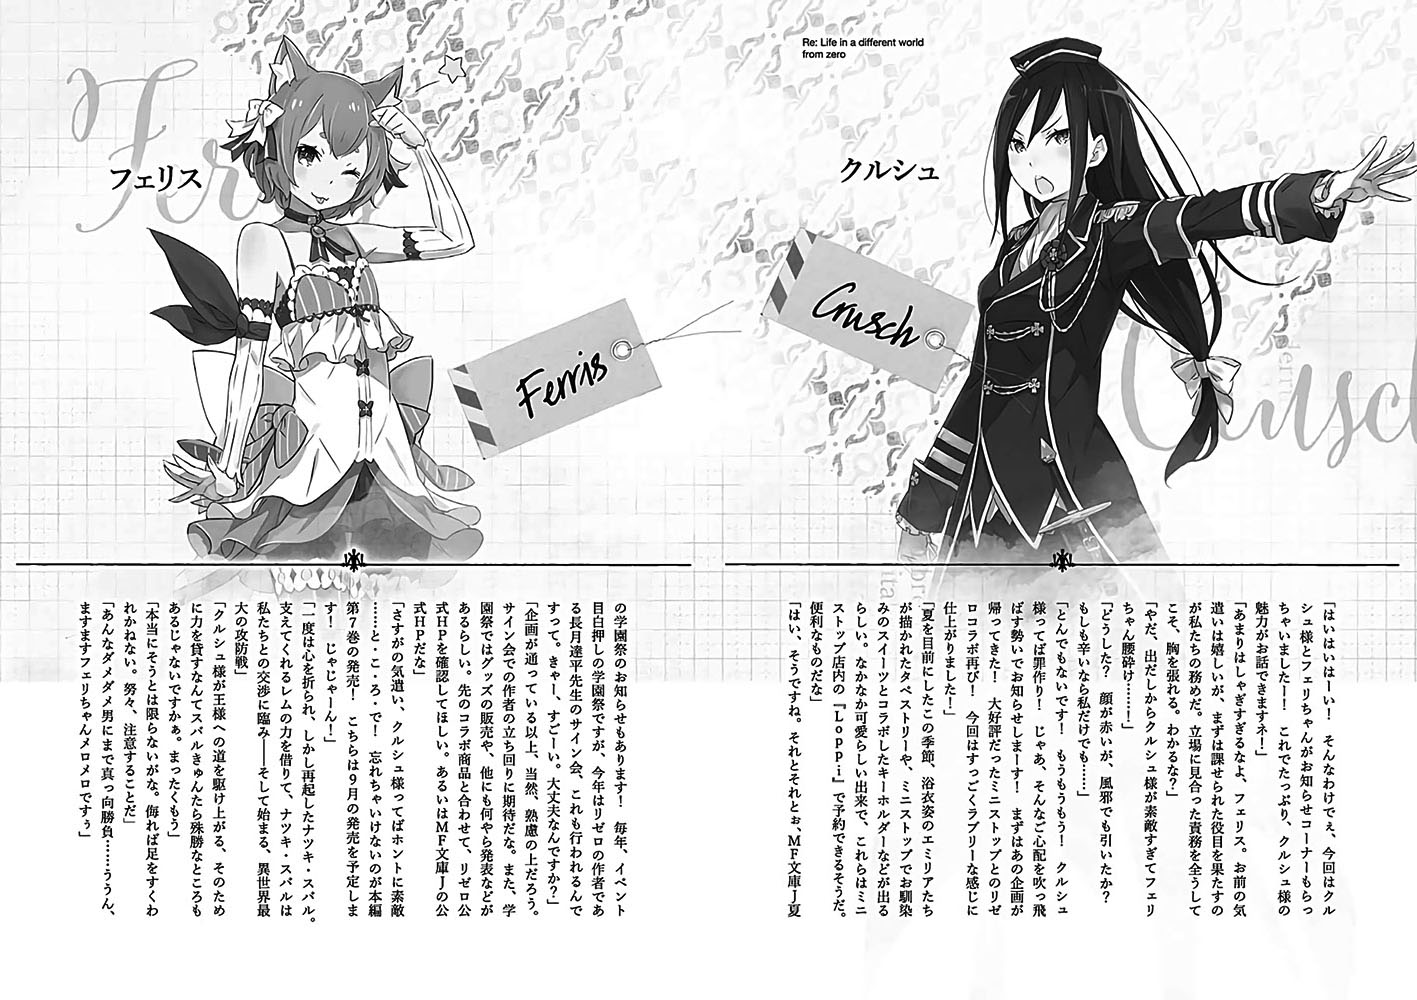 Re: Life in a different world
from zero
クルシュ
Crusch
Crusch
「はいはいはーい！　そんなわけでぇ、今回はクル
シュ様とフェリちゃんがお知らせコーナーもらっ
ちゃいましたー！　これでたっぷり、クルシュ様の
魅力がお話できますネ！」
「あまりはしゃぎすぎるなよ、フェリス。お前の気
遣いは嬉しいが、まずは課せられた役目を果たすの
が私たちの務めだ。立場に見合った責務を全うして
こそ、胸を張れる。わかるな？」
「やだ、出だしからクルシュ様が素敵すぎてフェリ
ちゃん腰砕け……！」
「どうした？　顔が赤いが、風邪でも引いたか？
もしも辛いなら私だけでも……」
「とんでもないです！　もうもうもう！　クルシュ
様ってば罪作り！　じゃあ、そんなご心配を吹っ飛
ばす勢いでお知らせしまーす！　まずはあの企画が
帰ってきた！　大好評だったミニストップとのリゼ
ロコラボ再び！　今回はすっごくラブリーな感じに
仕上がりました！」
「夏を目前にしたこの季節、浴衣姿のエミリアたち
が描かれたタペストリーや、ミニストップでお馴染
みのスイーツとコラボしたキーホルダーなどが出る
らしい。なかなか可愛らしい出来で、これらはミニ
ストップ店内の『Ｌｏｐｐｉ』で予約できるそうだ。
便利なものだな」
「はい、そうですね。それとそれとぉ、ＭＦ文庫Ｊ夏
Ferris
フェリス
Ferris
の学園祭のお知らせもあります！　毎年、イベント
目白押しの学園祭ですが、今年はリゼロの作者であ
る長月達平先生のサイン会、これも行われるんで
すって。きゃー、すごーい。大丈夫なんですか？」
「企画が通っている以上、当然、熟慮の上だろう。
サイン会での作者の立ち回りに期待だな。また、学
園祭ではグッズの販売や、他にも何やら発表などが
あるらしい。先のコラボ商品と合わせて、リゼロ公
式ＨＰを確認してほしい。あるいはＭＦ文庫Ｊの公
式ＨＰだな」
「さすがの気遣い、クルシュ様ってばホントに素敵
……と・こ・ろ・で！　忘れちゃいけないのが本編
第７巻の発売！　こちらは９月の発売を予定しま
す！　じゃじゃーん！」
「一度は心を折られ、しかし再起したナツキ・スバル。
支えてくれるレムの力を借りて、ナツキ・スバルは
私たちとの交渉に臨み――そして始まる、異世界最
大の攻防戦」
「クルシュ様が王様への道を駆け上がる、そのため
に力を貸すなんてスバルきゅんたら殊勝なところも
あるじゃないですかぁ。まったくもう」
「本当にそうとは限らないがな。侮れば足をすくわ
れかねない。努々、注意することだ」
「あんなダメダメ男にまで真っ向勝負……ううん、
ますますフェリちゃんメロメロですぅ」